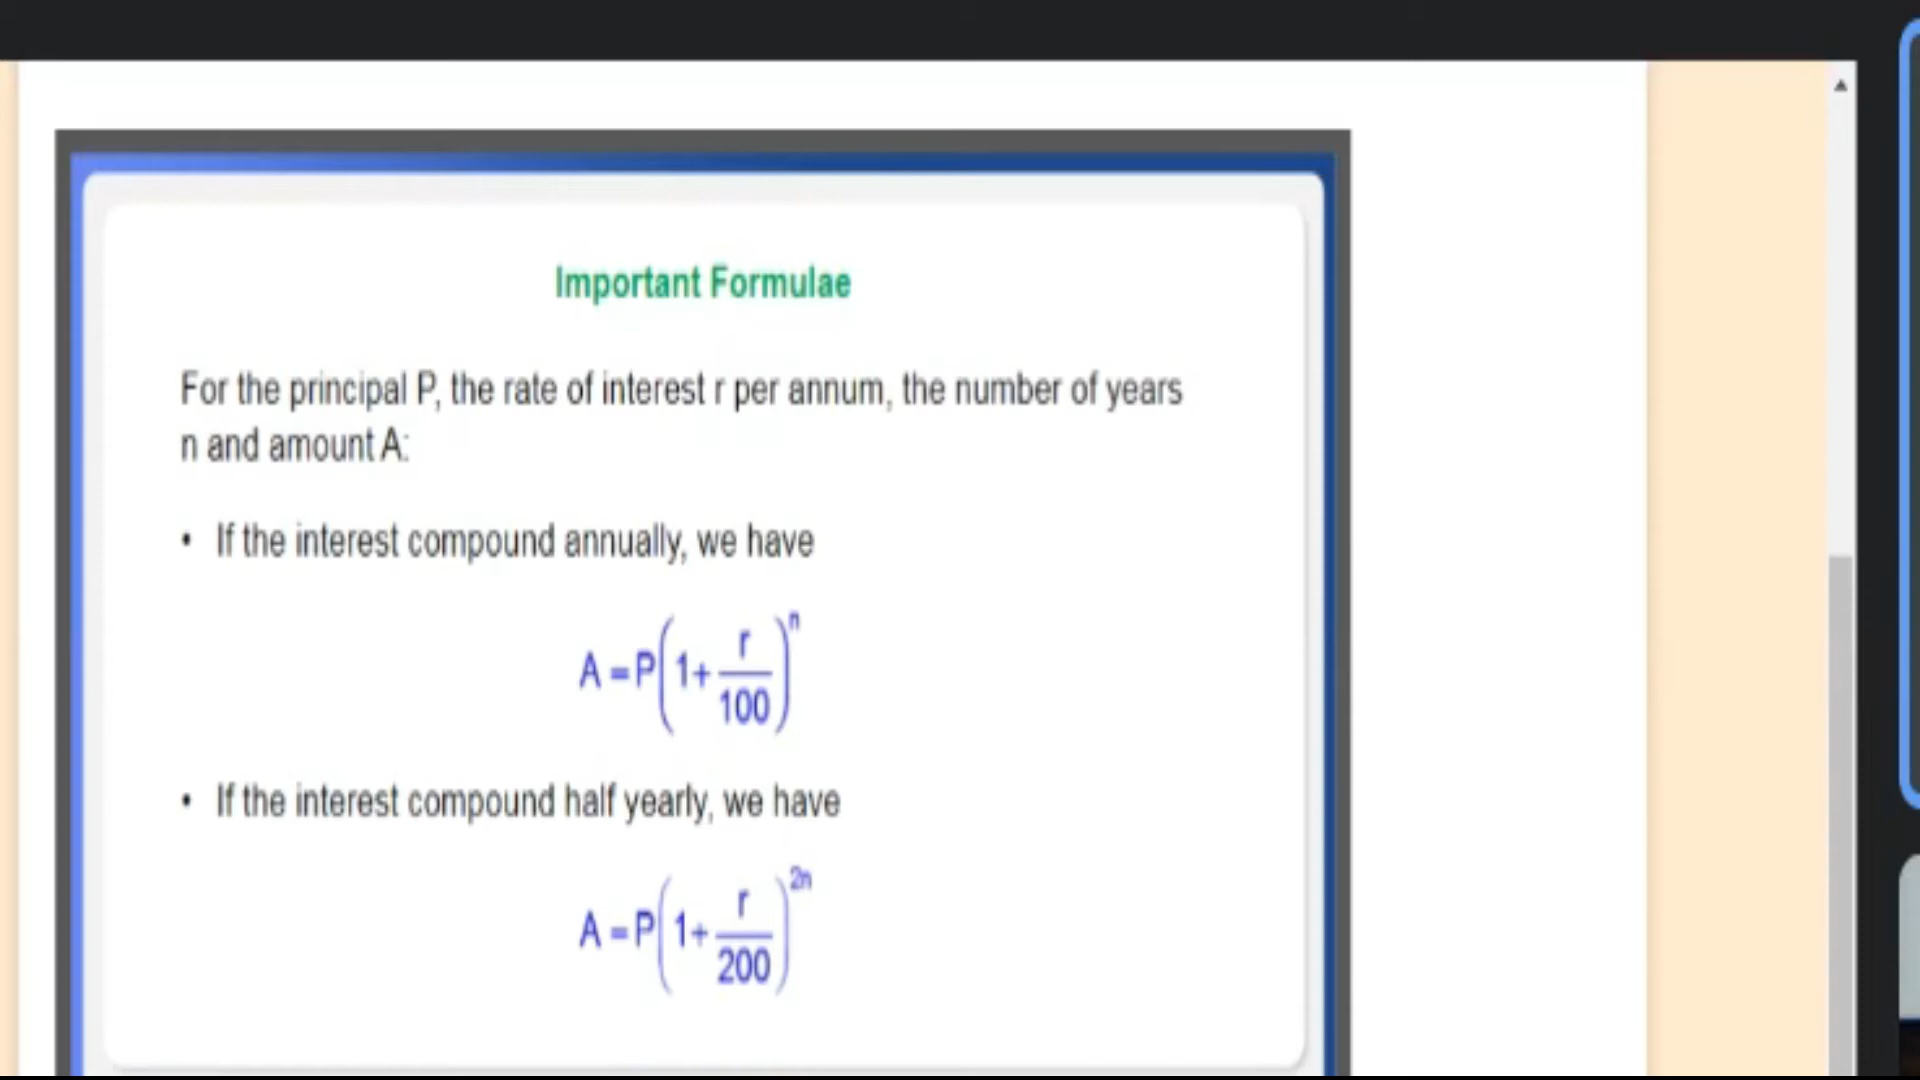 Important Formulae
For the principal P, the rate of interest r per annum, the number of years
n and amount A:
• If the interest compound annually, we have
A = P(1+ r/100)^n
• If the interest compound half yearly, we have
A = P(1+ r/200)^2n